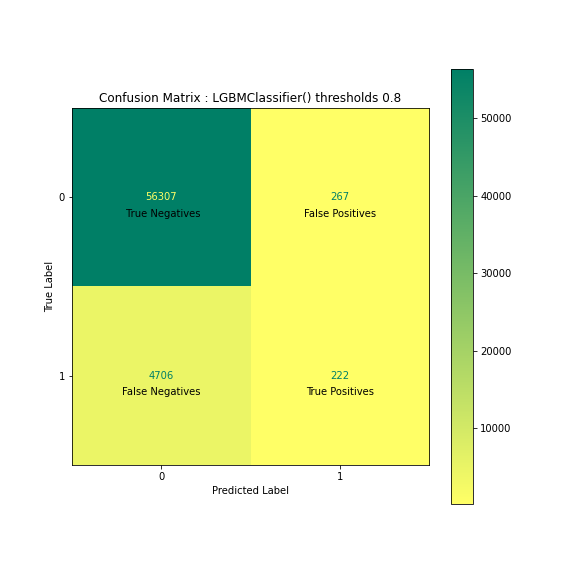 Confusion Matrix : LGBMClassifier() thresholds 0.8
50000
40000
30000
20000
10000
True Label
0
1
56307
True Negatives
267
False Positives
4706
False Negatives
222
True Positives
0
1
Predicted Label